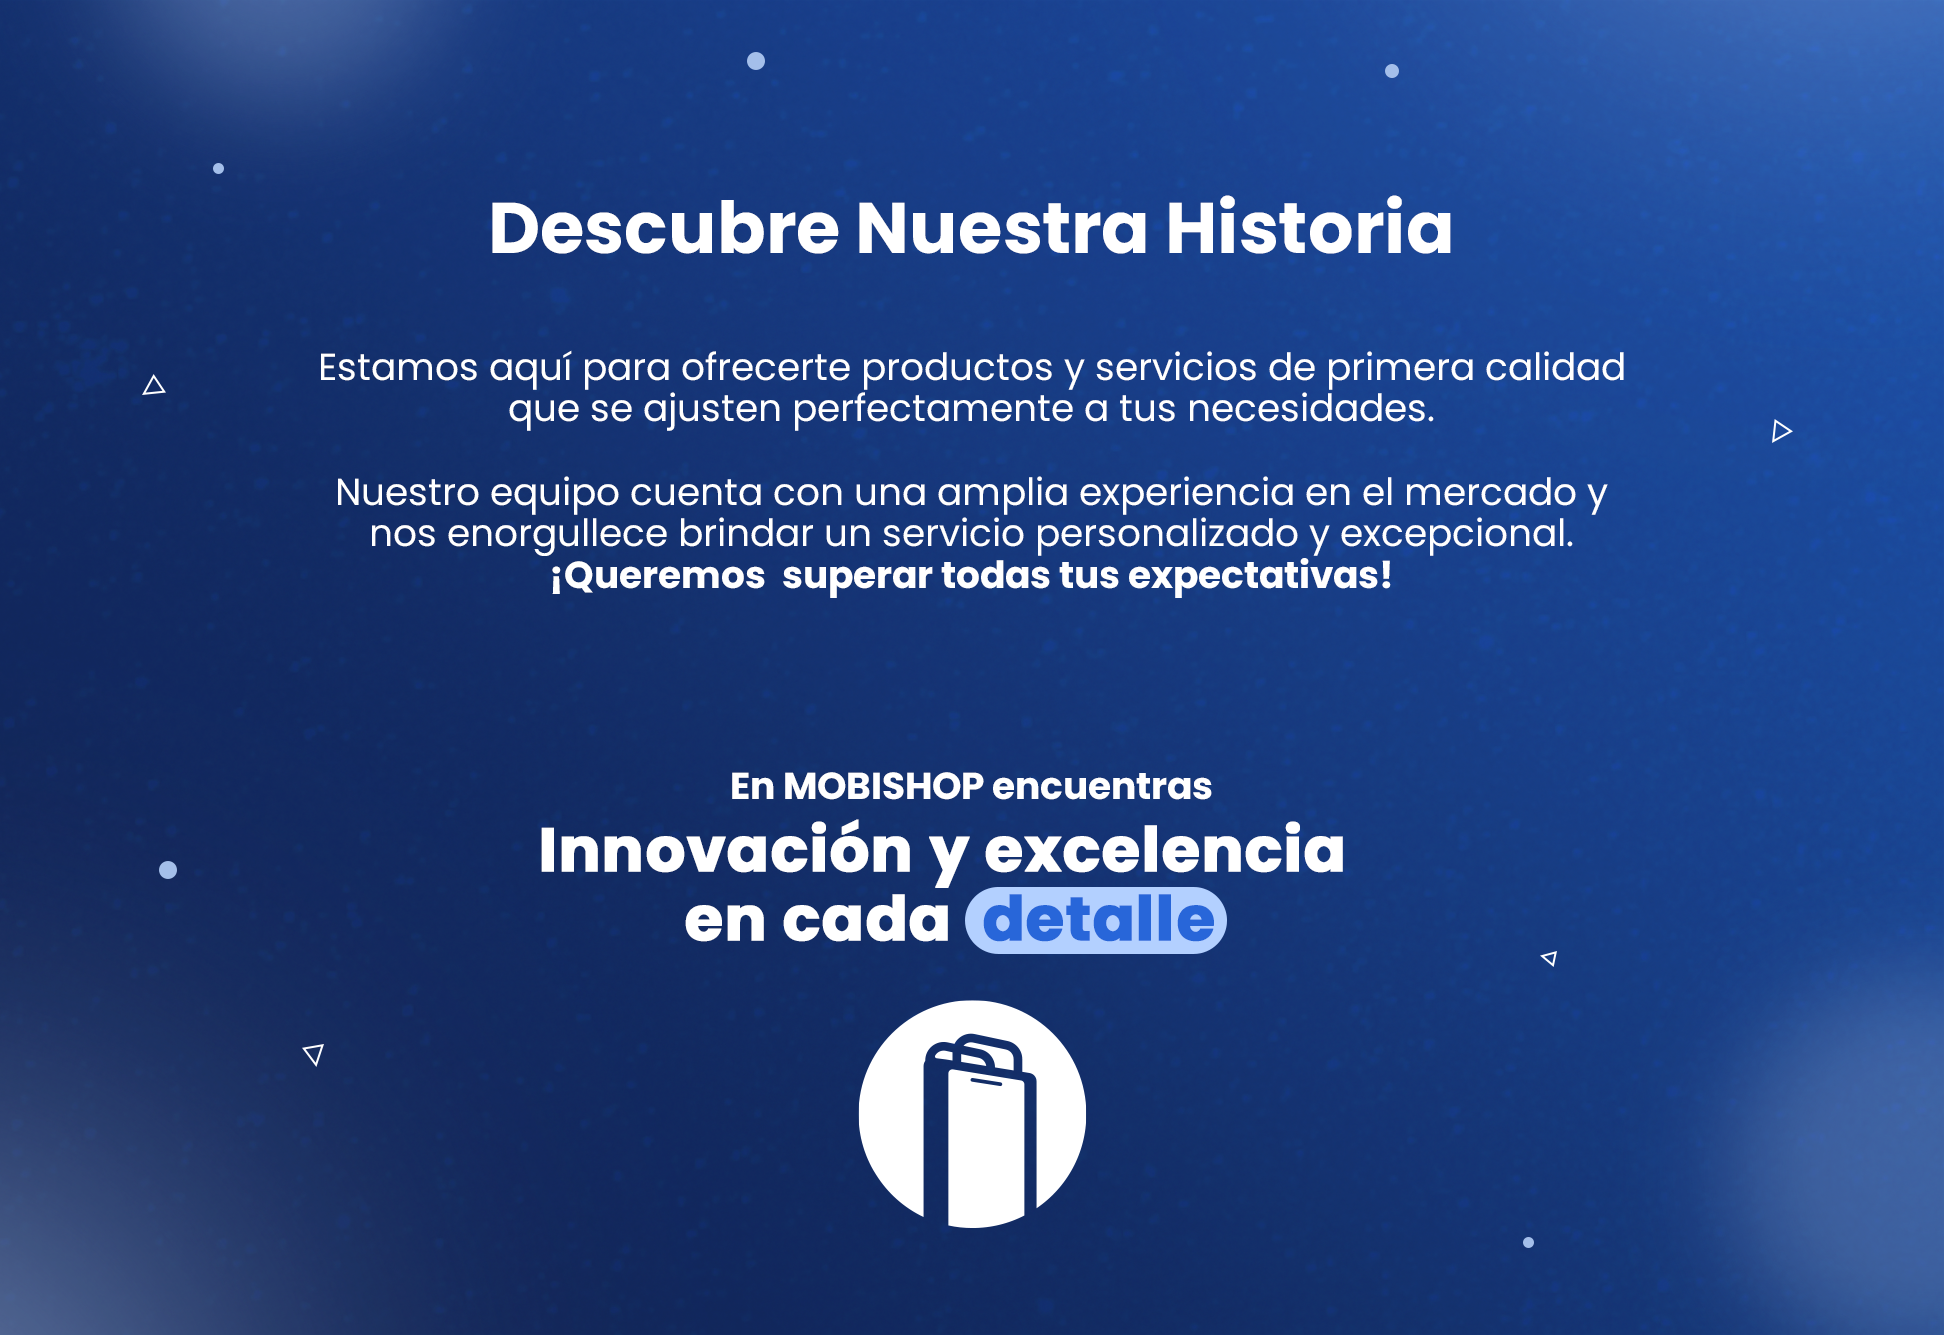 Descubre Nuestra Historia
Estamos aquí para ofrecerte productos y servicios de primera calidad
que se ajusten perfectamente a tus necesidades.
Nuestro equipo cuenta con una amplia experiencia en el mercado y
nos enorgullece brindar un servicio personalizado y excepcional.
¡Queremos  superar todas tus expectativas!
En MOBISHOP encuentras
Innovación y excelencia
en cada detalle